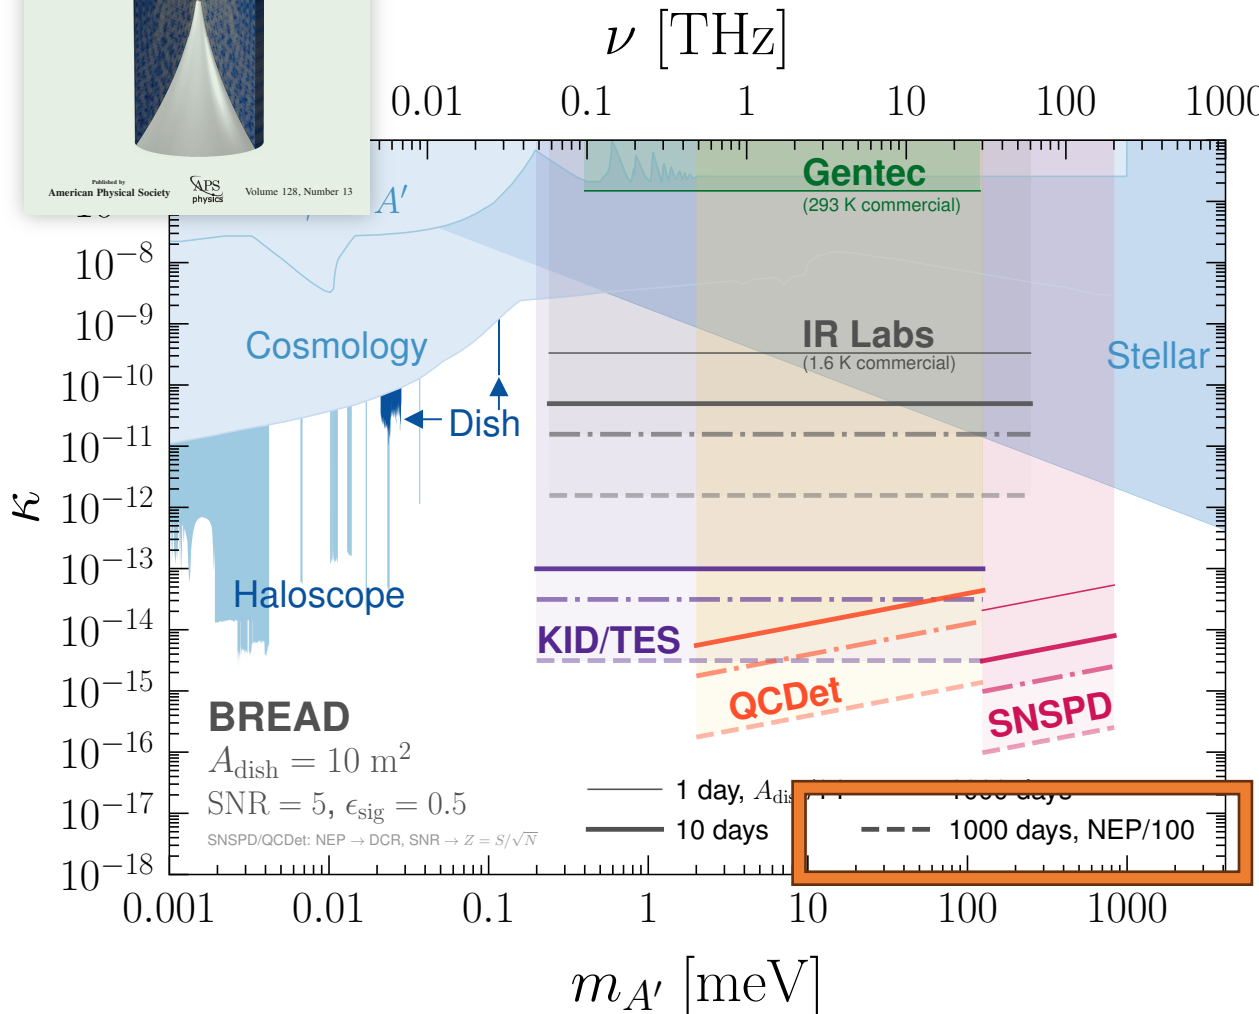 ν [THz]
0.01 0.1 1 10 100 1000
Published by
American Physical Society
APS
physics
Volume 128, Number 13
A′
Gentec
(293 K commercial)
10⁻⁸
10⁻⁹
10⁻¹⁰
10⁻¹¹
10⁻¹²
10⁻¹³
10⁻¹⁴
10⁻¹⁵
10⁻¹⁶
10⁻¹⁷
10⁻¹⁸
κ
Cosmology
IR Labs
(1.6 K commercial)
Stellar
Dish
Haloscope
KID/TES
QCDet
SNSPD
BREAD
A_dish = 10 m²
SNR = 5, ϵ_sig = 0.5
SNSPD/QCDet: NEP → DCR, SNR → Z = S/√N
1 day,
10 days
1000 days
1000 days, NEP/100
0.001 0.01 0.1 1 10 100 1000
m_A′ [meV]